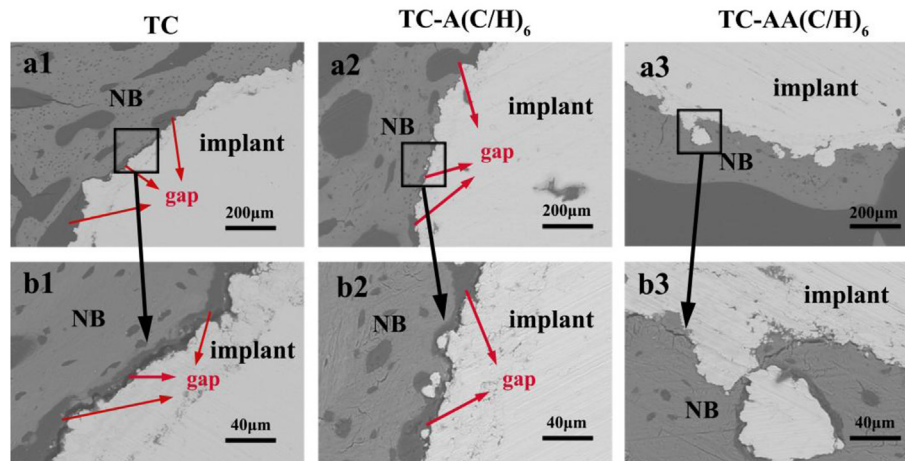 TC
TC-A(C/H)₆
TC-AA(C/H)₆
a1
NB
implant
gap
200μm
a2
NB
implant
gap
200μm
a3
implant
NB
200μm
b1
NB
implant
gap
40μm
b2
NB
implant
gap
40μm
b3
implant
NB
40μm